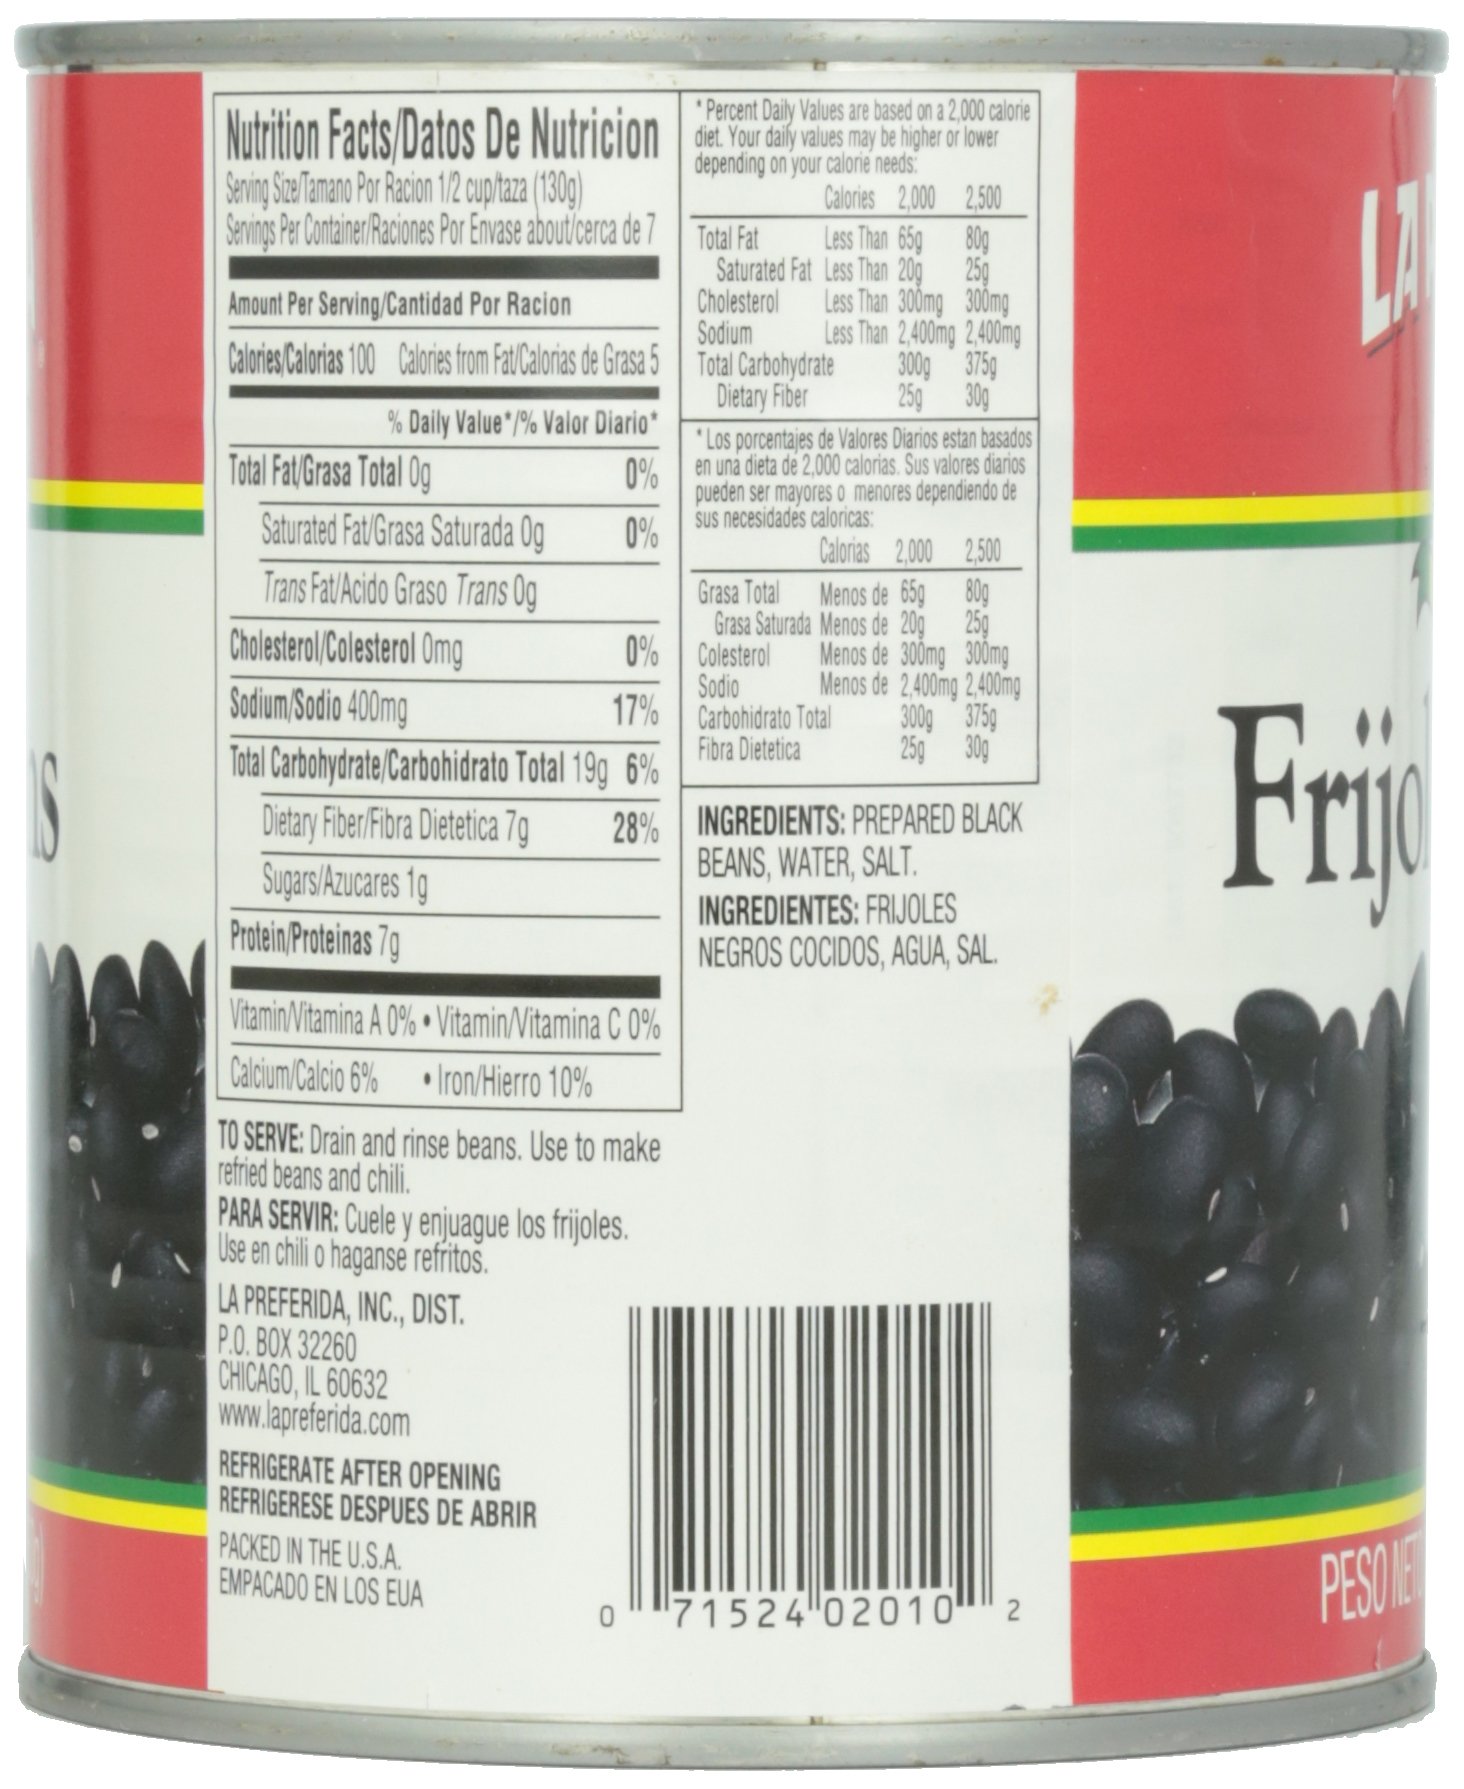 Nutrition Facts/Datos De Nutricion
Serving Size/Tamano Por Racion 1/2 cup/taza (130g)
Servings Per Container/Raciones Por Envase about/cerca de 7
Amount Per Serving/Cantidad Por Racion
Calories/Calorias 100 Calories from Fat/Calorias de Grasa 5
% Daily Value*/% Valor Diario*
Total Fat/Grasa Total 0g 0%
Saturated Fat/Grasa Saturada 0g 0%
Trans Fat/Acido Graso Trans 0g
Cholesterol/Colesterol 0mg 0%
Sodium/Sodio 400mg 17%
Total Carbohydrate/Carbohidrato Total 19g 6%
Dietary Fiber/Fibra Dietetica 7g 28%
Sugars/Azucares 1g
Protein/Proteinas 7g
Vitamin/Vitamina A 0% • Vitamin/Vitamina C 0%
Calcium/Calcio 6% • Iron/Hierro 10%
* Percent Daily Values are based on a 2,000 calorie
diet. Your daily values may be higher or lower
depending on your calorie needs:
Calories 2,000 2,500
Total Fat Less Than 65g 80g
Saturated Fat Less Than 20g 25g
Cholesterol Less Than 300mg 300mg
Sodium Less Than 2,400mg 2,400mg
Total Carbohydrate 300g 375g
Dietary Fiber 25g 30g
* Los porcentajes de Valores Diarios estan basados
en una dieta de 2,000 calorias. Sus valores diarios
pueden ser mayores o menores dependiendo de
sus necesidades caloricas:
Calorias 2,000 2,500
Grasa Total Menos de 65g 80g
Grasa Saturada Menos de 20g 25g
Colesterol Menos de 300mg 300mg
Sodio Menos de 2,400mg 2,400mg
Carbohidrato Total 300g 375g
Fibra Dietetica 25g 30g
INGREDIENTS: PREPARED BLACK
BEANS, WATER, SALT.
INGREDIENTES: FRIJOLES
NEGROS COCIDOS, AGUA, SAL.
TO SERVE: Drain and rinse beans. Use to make
refried beans and chili.
PARA SERVIR: Cuele y enjuague los frijoles.
Use en chili o haganse refritos.
LA PREFERIDA, INC., DIST.
P.O. BOX 32260
CHICAGO, IL 60632
www.lapreferida.com
REFRIGERATE AFTER OPENING
REFRIGERESE DESPUES DE ABRIR
PACKED IN THE U.S.A.
EMPACADO EN LOS EUA
0 71524 02010 2
LA
Frijo
PESO NETO